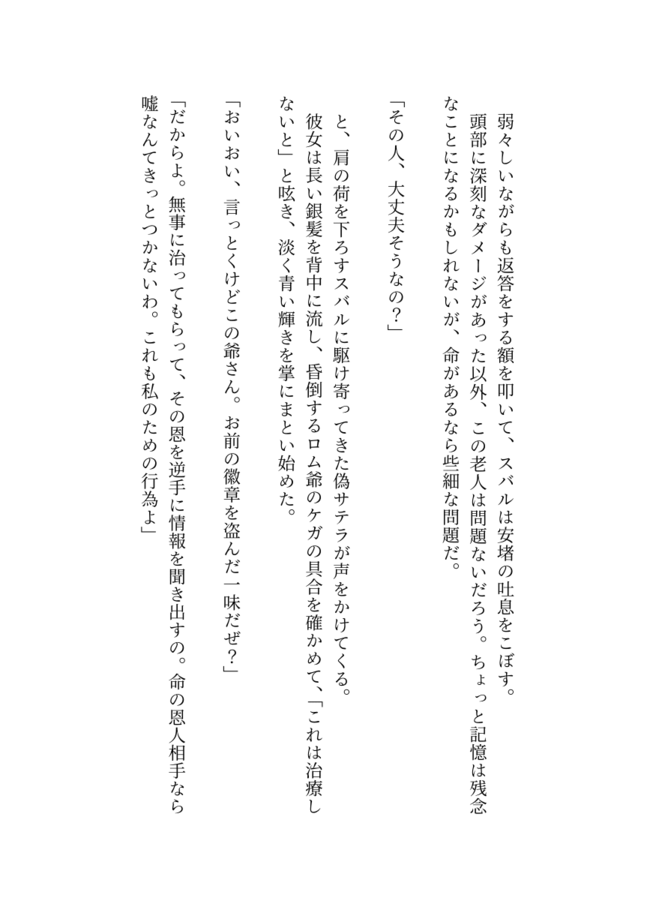 弱々しいながらも返答をする額を叩いて、スバルは安堵の吐息をこぼす。
　頭部に深刻なダメージがあった以外、この老人は問題ないだろう。ちょっと記憶は残念
なことになるかもしれないが、命があるなら些細な問題だ。
「その人、大丈夫そうなの？」
　と、肩の荷を下ろすスバルに駆け寄ってきた偽サテラが声をかけてくる。
　彼女は長い銀髪を背中に流し、昏倒するロム爺のケガの具合を確かめて、「これは治療し
ないと」と呟き、淡く青い輝きを掌にまとい始めた。
「おいおい、言っとくけどこの爺さん。お前の徽章を盗んだ一味だぜ？」
「だからよ。無事に治ってもらって、その恩を逆手に情報を聞き出すの。命の恩人相手なら
嘘なんてきっとつかないわ。これも私のための行為よ」